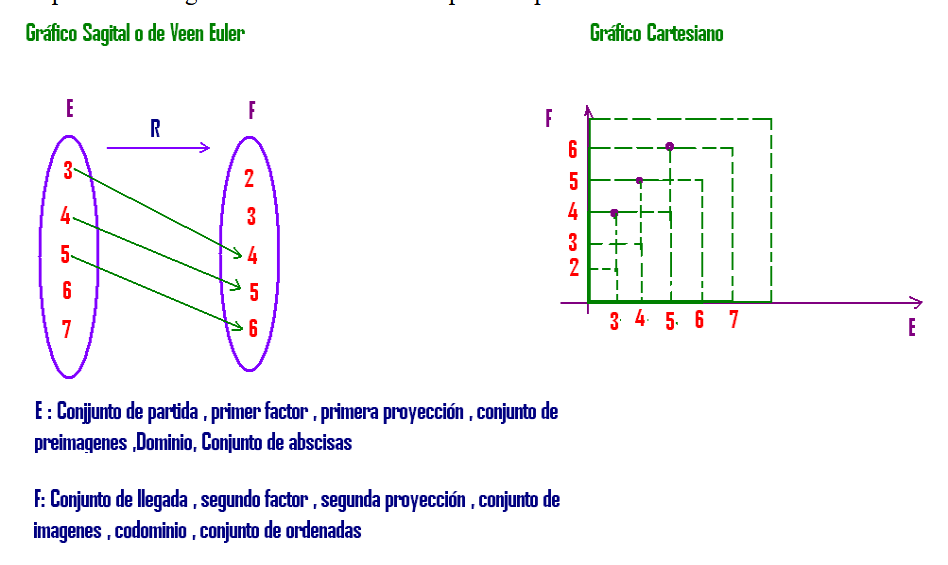 Gráfico Sagital o de Veen Euler
Gráfico Cartesiano
E
F
R
3
4
5
6
7
2
3
4
5
6
F
6
5
4
3
2
3
4
5
6
7
E
E : Conjjunto de partida , primer factor , primera proyección , conjunto de
preimagenes ,Dominio, Conjunto de abscisas
F: Conjunto de llegada , segundo factor , segunda proyección , conjunto de
imagenes , codominio , conjunto de ordenadas